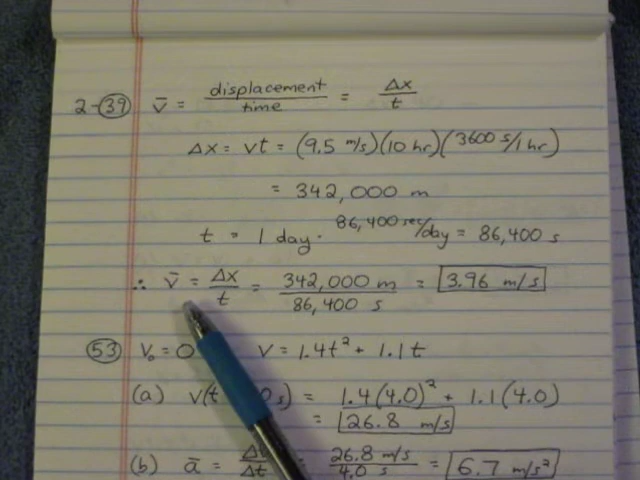 2-39 v̄ = displacement/time = Δx/t
Δx = vt = (9.5 m/s)(10 hr)(3600 s/1 hr)
= 342,000 m
t = 1 day · 86,400 sec/day = 86,400 s
∴ v̄ = Δx/t = 342,000 m/86,400 s = 3.96 m/s
53 V₀ = 0 v = 1.4t² + 1.1t
(a) v(t 0 s) = 1.4(4.0)² + 1.1(4.0)
= 26.8 m/s
(b) ā = Δv/Δt = 26.8 m/s/4.0 s = 6.7 m/s²